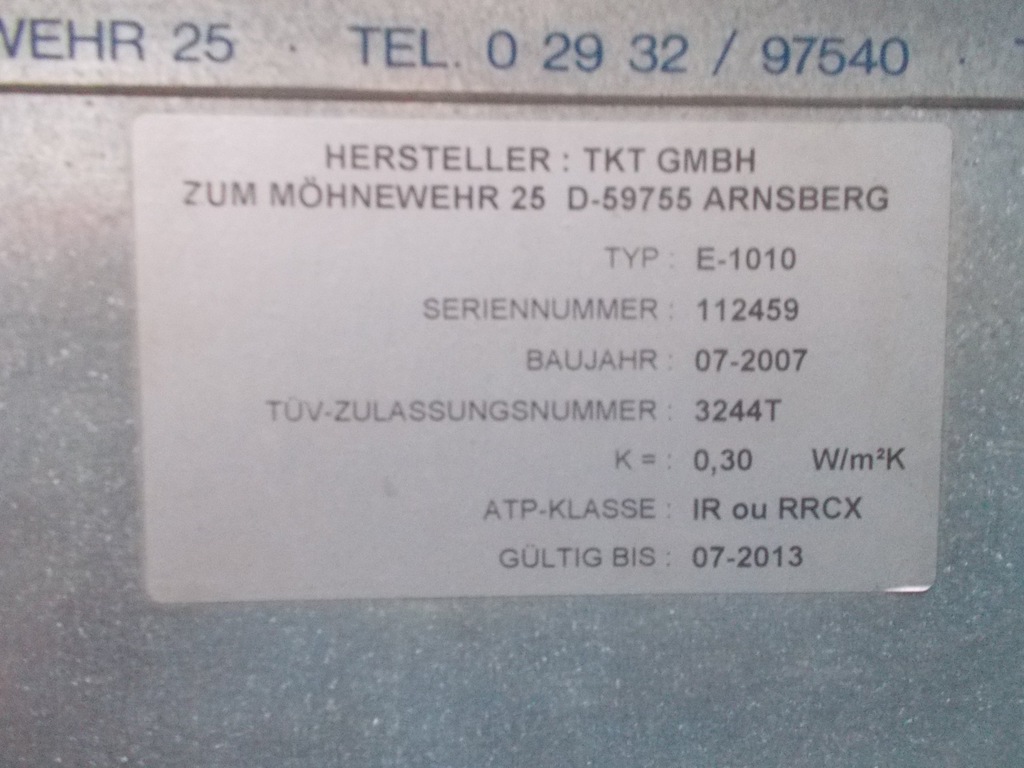 25 · TEL. 0 29 32 / 97540 ·
HERSTELLER : TKT GMBH
ZUM MÖHNEWEHR 25 D-59755 ARNSBERG
TYP : E-1010
SERIENNUMMER : 112459
BAUJAHR : 07-2007
TÜV-ZULASSUNGSNUMMER : 3244T
K = : 0,30 W/m²K
ATP-KLASSE : IR ou RRCX
GÜLTIG BIS : 07-2013